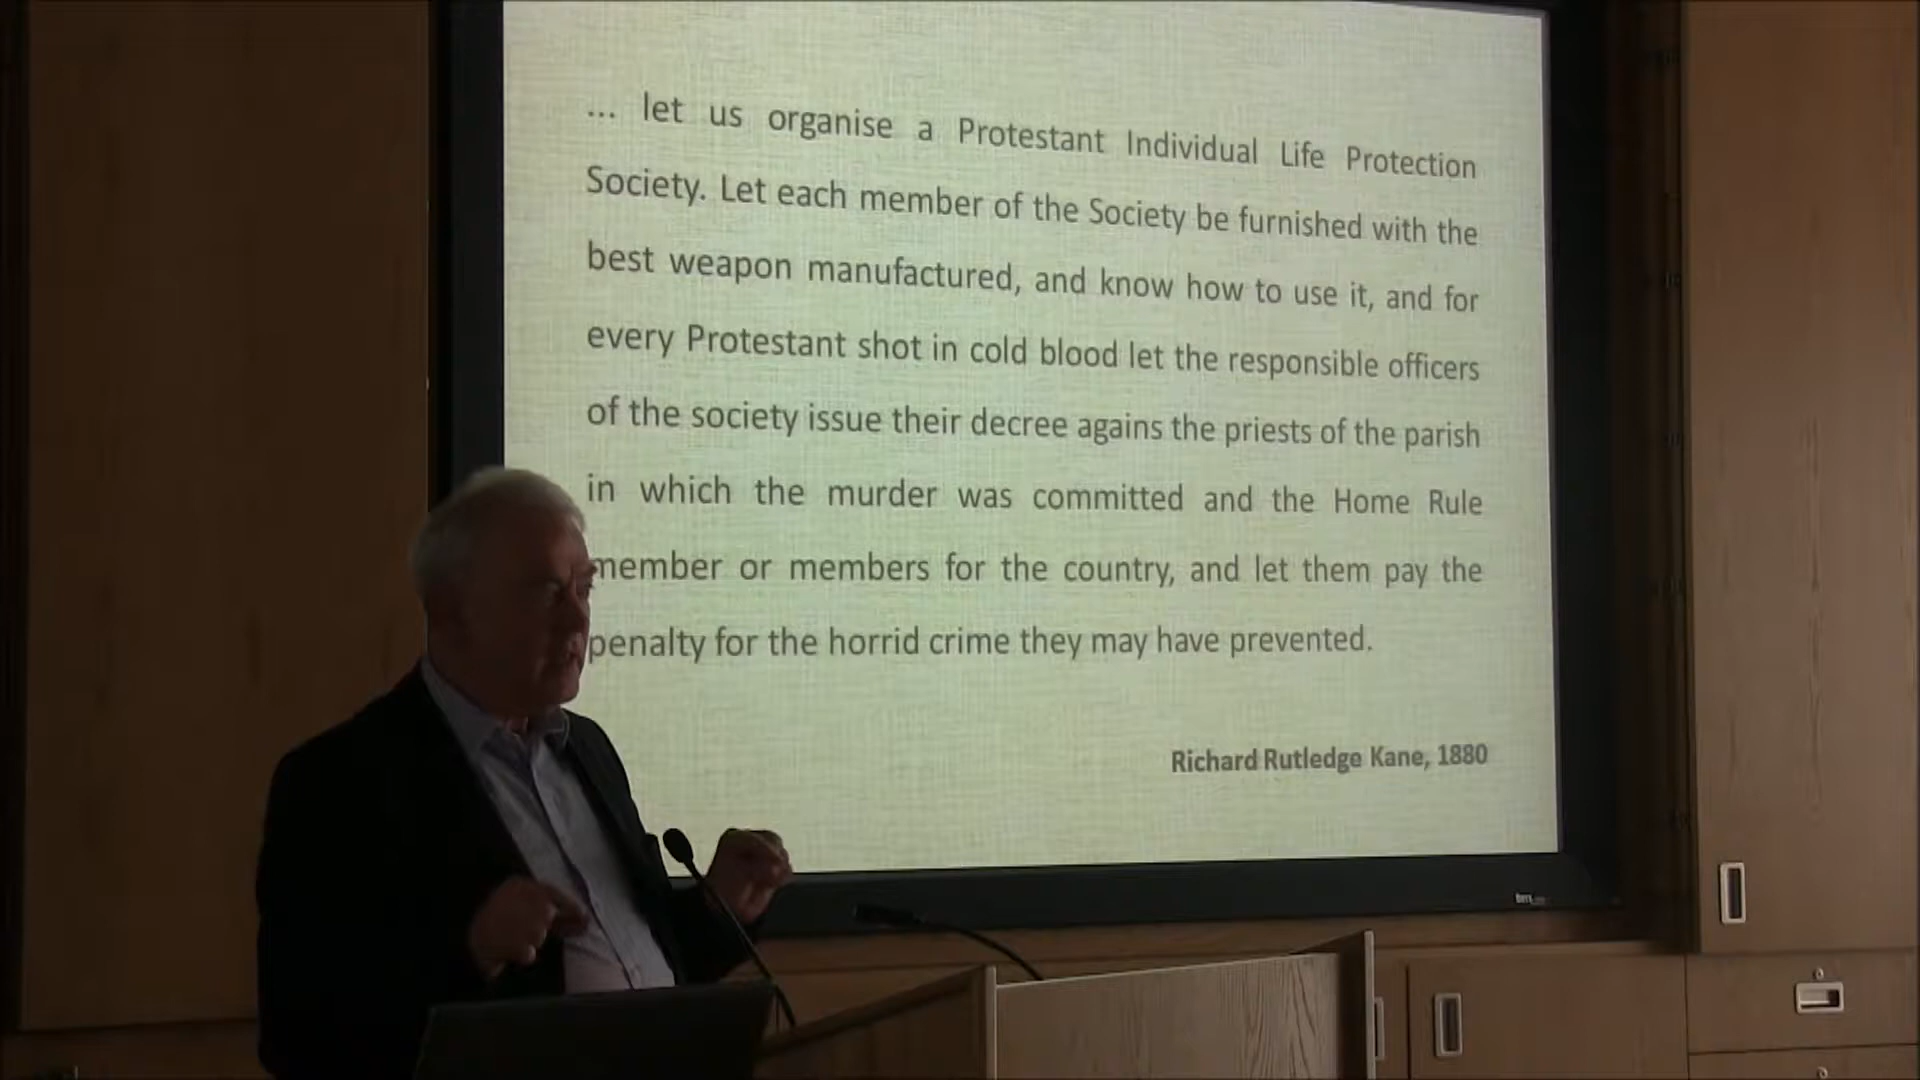 ... let us organise a Protestant Individual Life Protection
Society. Let each member of the Society be furnished with the
best weapon manufactured, and know how to use it, and for
every Protestant shot in cold blood let the responsible officers
of the society issue their decree agains the priests of the parish
in which the murder was committed and the Home Rule
member or members for the country, and let them pay the
penalty for the horrid crime they may have prevented.
Richard Rutledge Kane, 1880